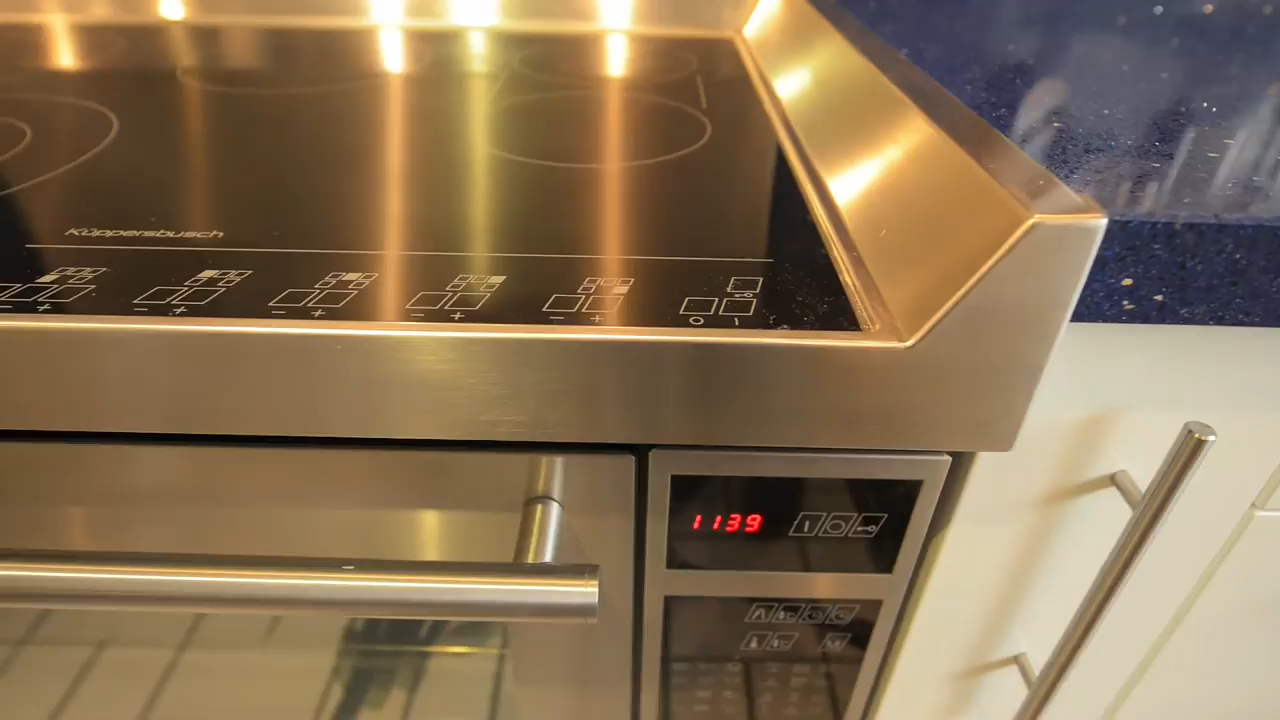 Küppersbusch
− + − + − + − + − + O I
1139
I O